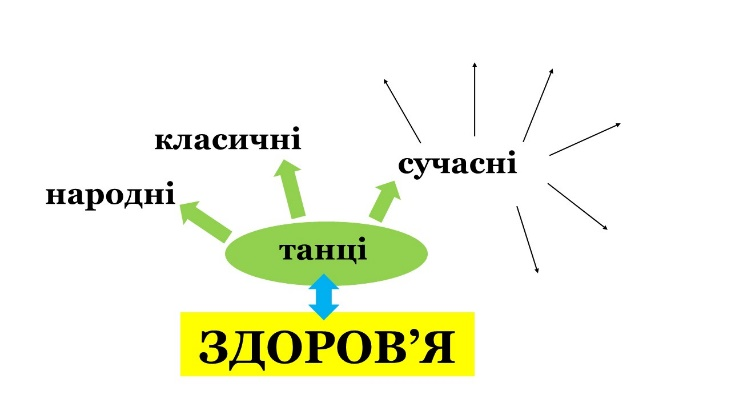 класичні
сучасні
народні
танці
ЗДОРОВ’Я